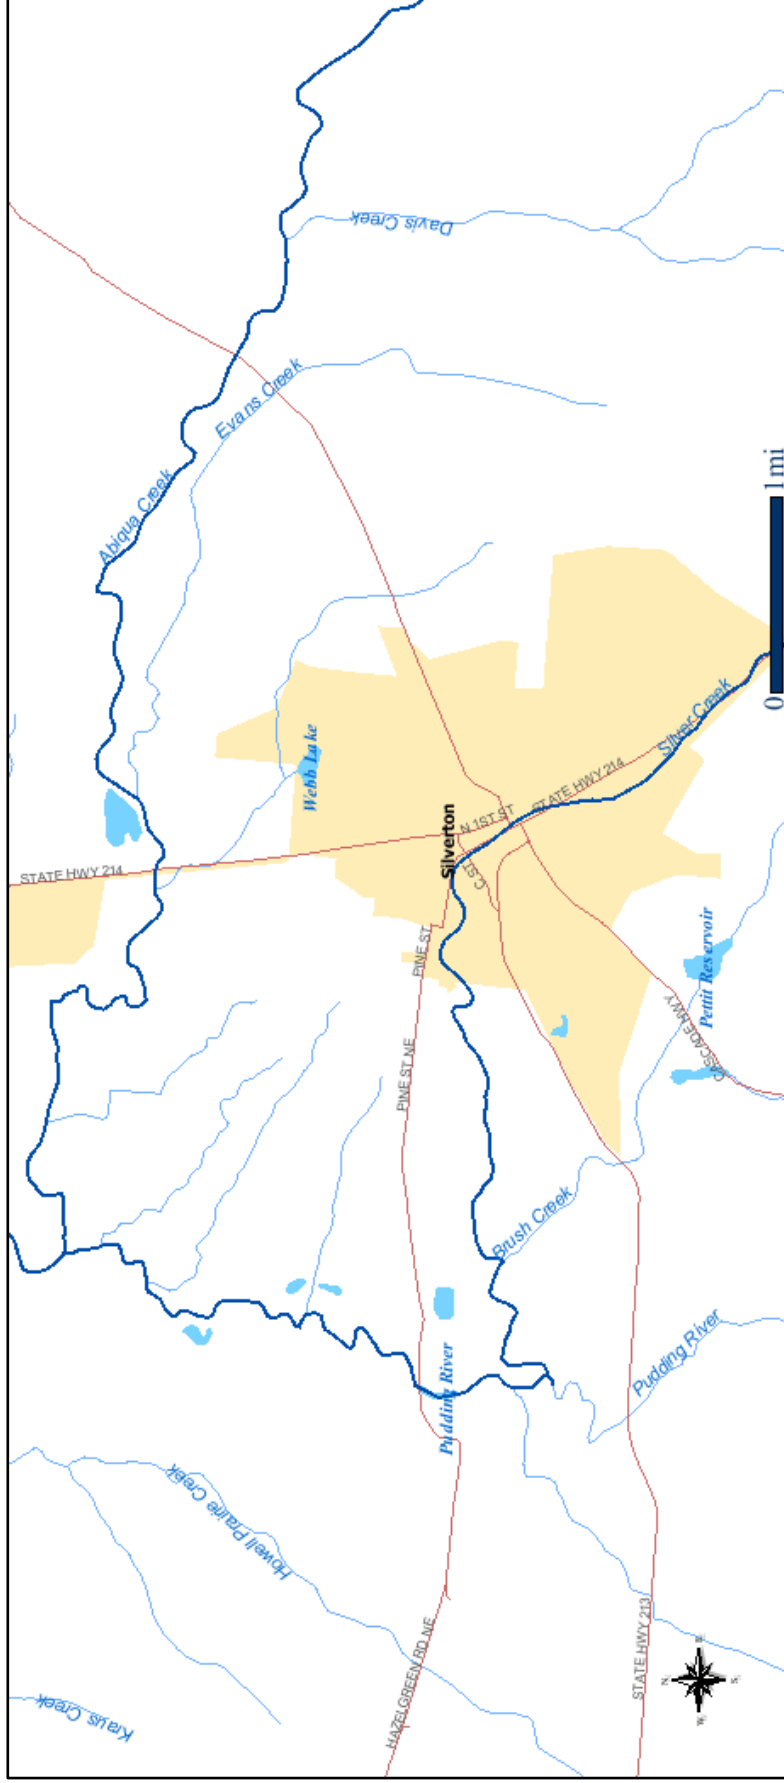 Davis Creek
Evans Creek
Abiqua Creek
0 1 mi
Silver Creek
Webb Lake
STATE HWY 214
N 1ST ST
Silverton
C ST
STATE HWY 214
PINE ST
Pettit Reservoir
CASCADE HWY
PINE ST NE
Brush Creek
Pudding River
Pudding River
Howell Prairie Creek
HAZELGREEN RD NE
STATE HWY 213
Krays Creek
N
W
E
S